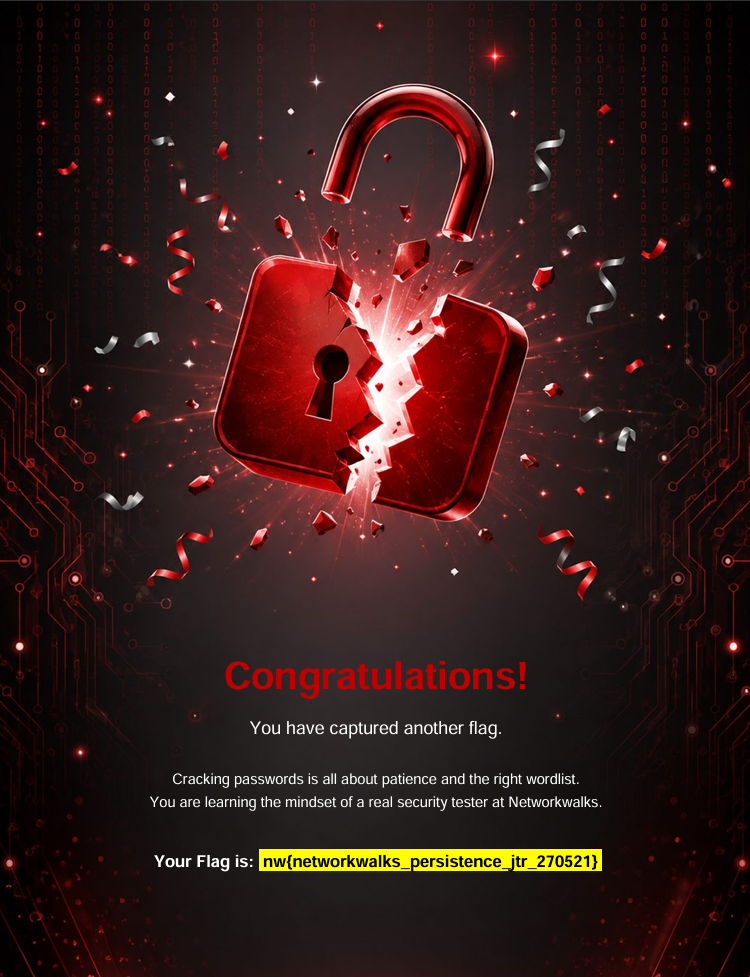 Congratulations!
You have captured another flag.
Cracking passwords is all about patience and the right wordlist.
You are learning the mindset of a real security tester at Networkwalks.
Your Flag is: nw{networkwalks_persistence_jtr_270521}